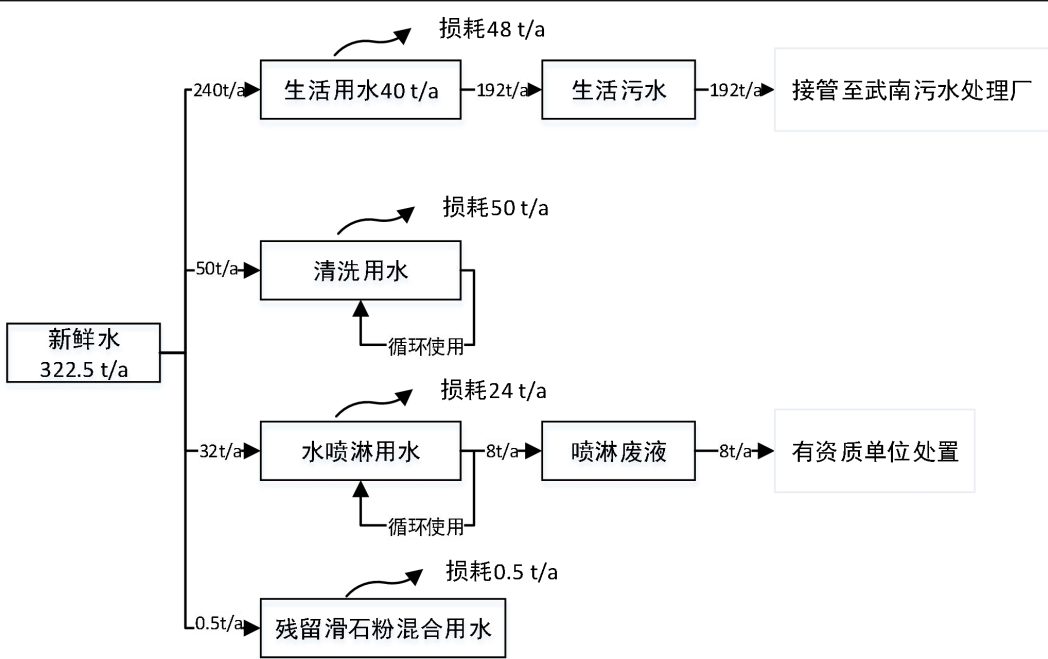 损耗48 t/a
240t/a
生活用水40 t/a
192t/a
生活污水
192t/a
接管至武南污水处理厂
损耗50 t/a
50t/a
清洗用水
循环使用
新鲜水
322.5 t/a
损耗24 t/a
32t/a
水喷淋用水
8t/a
喷淋废液
8t/a
有资质单位处置
循环使用
损耗0.5 t/a
0.5t/a
残留滑石粉混合用水